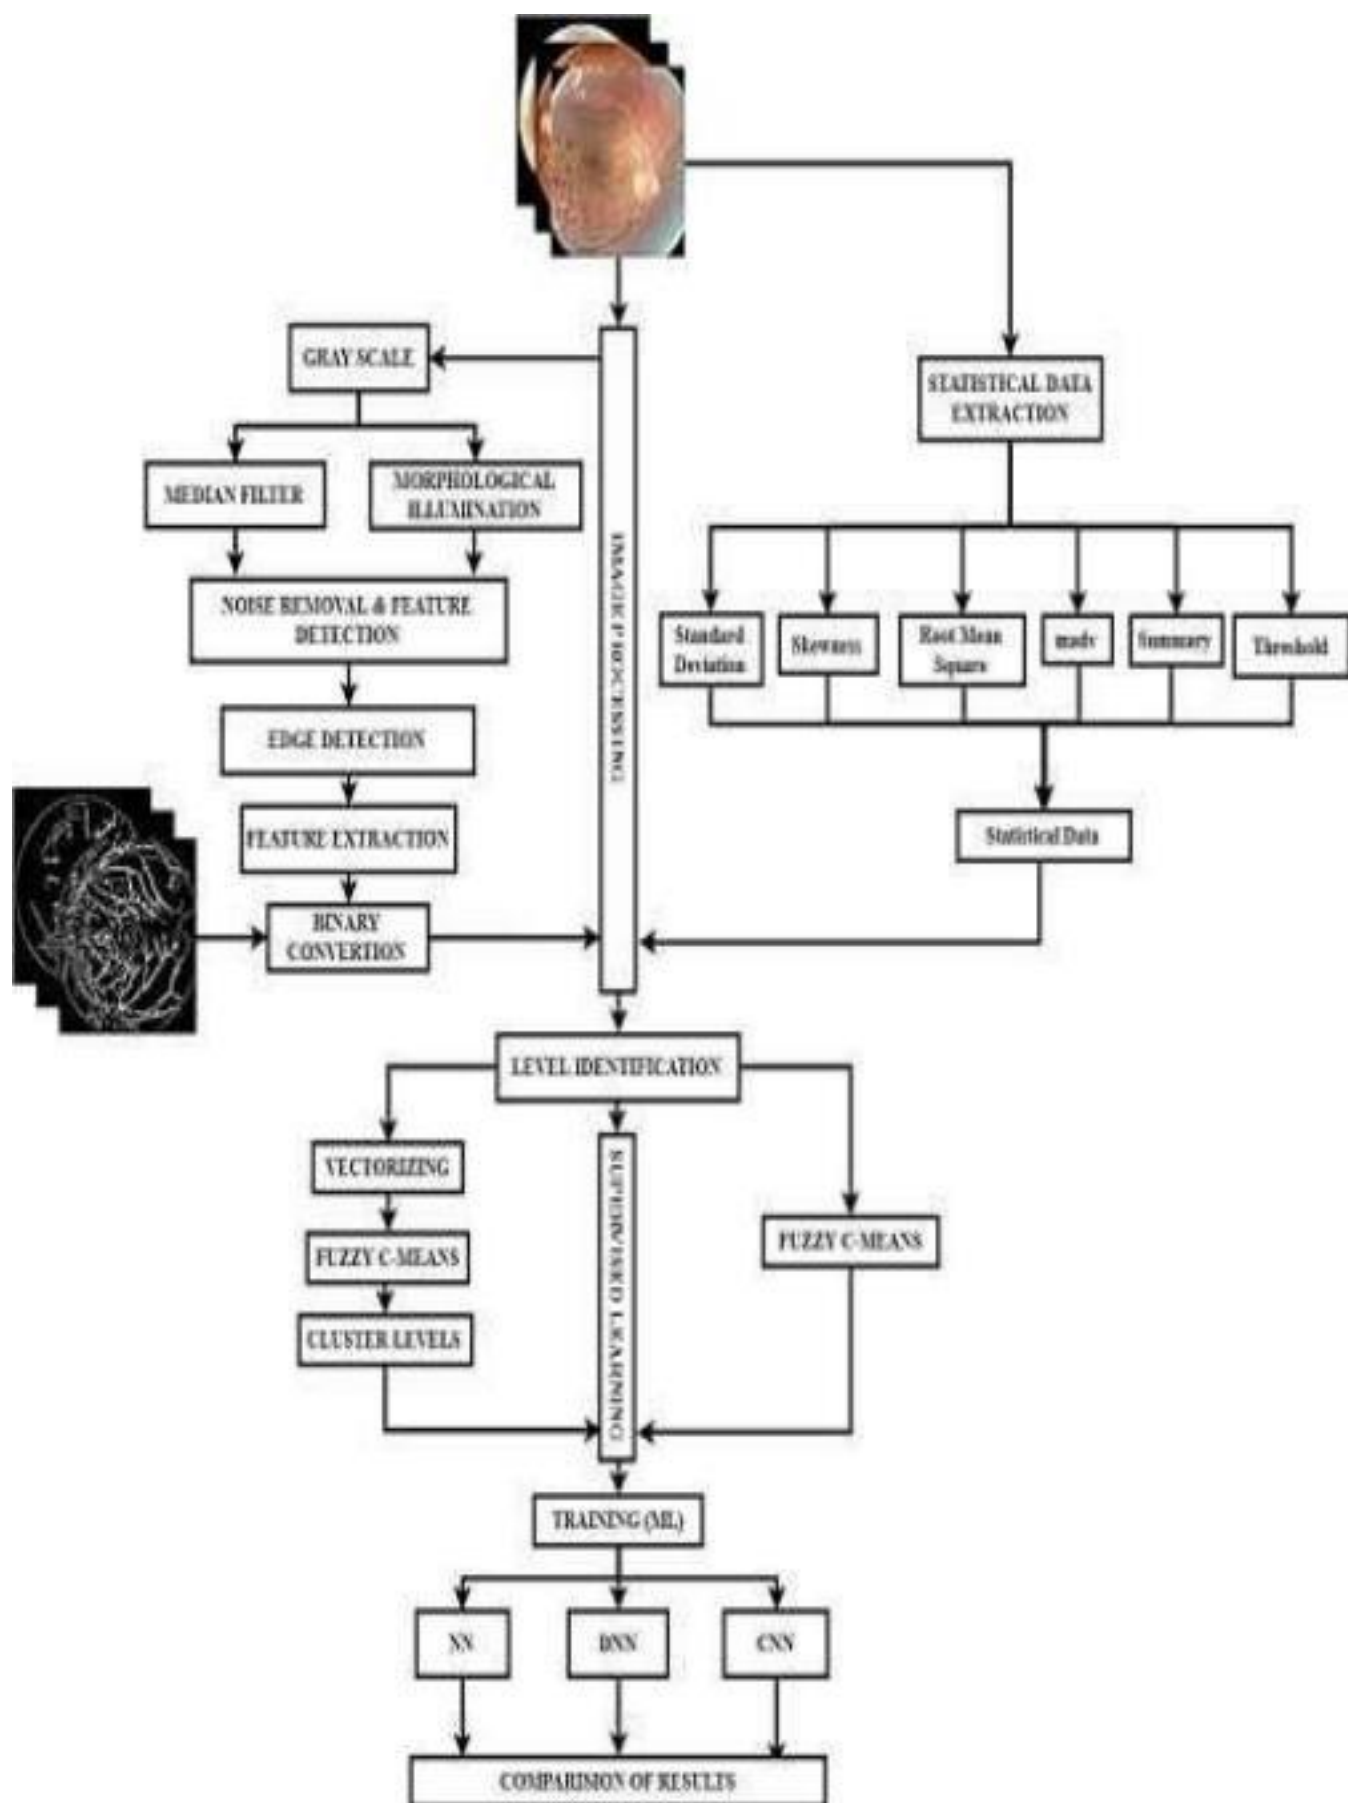 GRAY SCALE
STATISTICAL DATA
EXTRACTION
MEDIAN FILTER
MORPHOLOGICAL
ILLUMINATION
IMAGE PROCESSING
NOISE REMOVAL & FEATURE
DETECTION
Standard
Deviation
Skewness
Root Mean
Square
madv
Summary
Threshold
EDGE DETECTION
FEATURE EXTRACTION
Statistical Data
BINARY
CONVERTION
LEVEL IDENTIFICATION
VECTORIZING
FUZZY C-MEANS
CLUSTER LEVELS
SUPERVISED LEARNING
FUZZY C-MEANS
TRAINING (ML)
NN
DNN
CNN
COMPARISION OF RESULTS